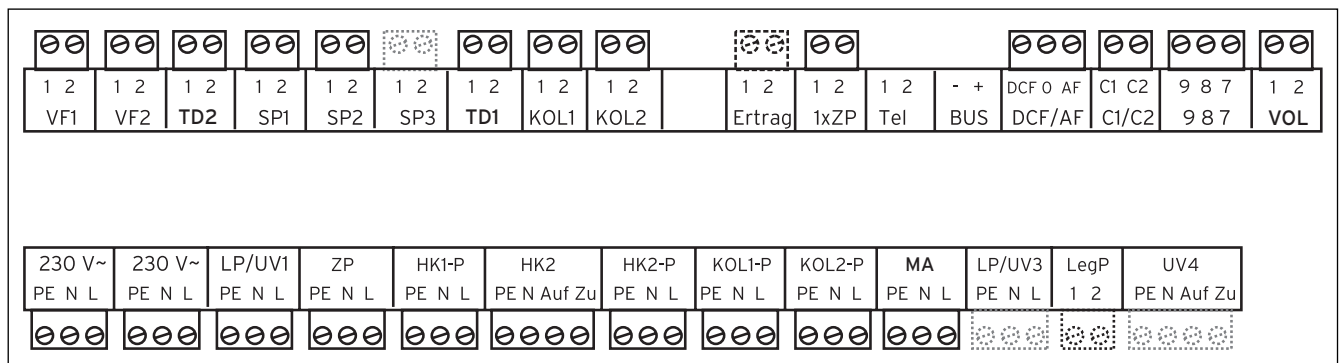 1 2 1 2 1 2 1 2 1 2 1 2 1 2 1 2 1 2 1 2 1 2 1 2 - + DCF O AF C1 C2 9 8 7 1 2
VF1 VF2 TD2 SP1 SP2 SP3 TD1 KOL1 KOL2 Ertrag 1xZP Tel BUS DCF/AF C1/C2 9 8 7 VOL
230 V~ 230 V~ LP/UV1 ZP HK1-P HK2 HK2-P KOL1-P KOL2-P MA LP/UV3 LegP UV4
PE N L PE N L PE N L PE N L PE N L PE N Auf Zu PE N L PE N L PE N L PE N L PE N L 1 2 PE N Auf Zu